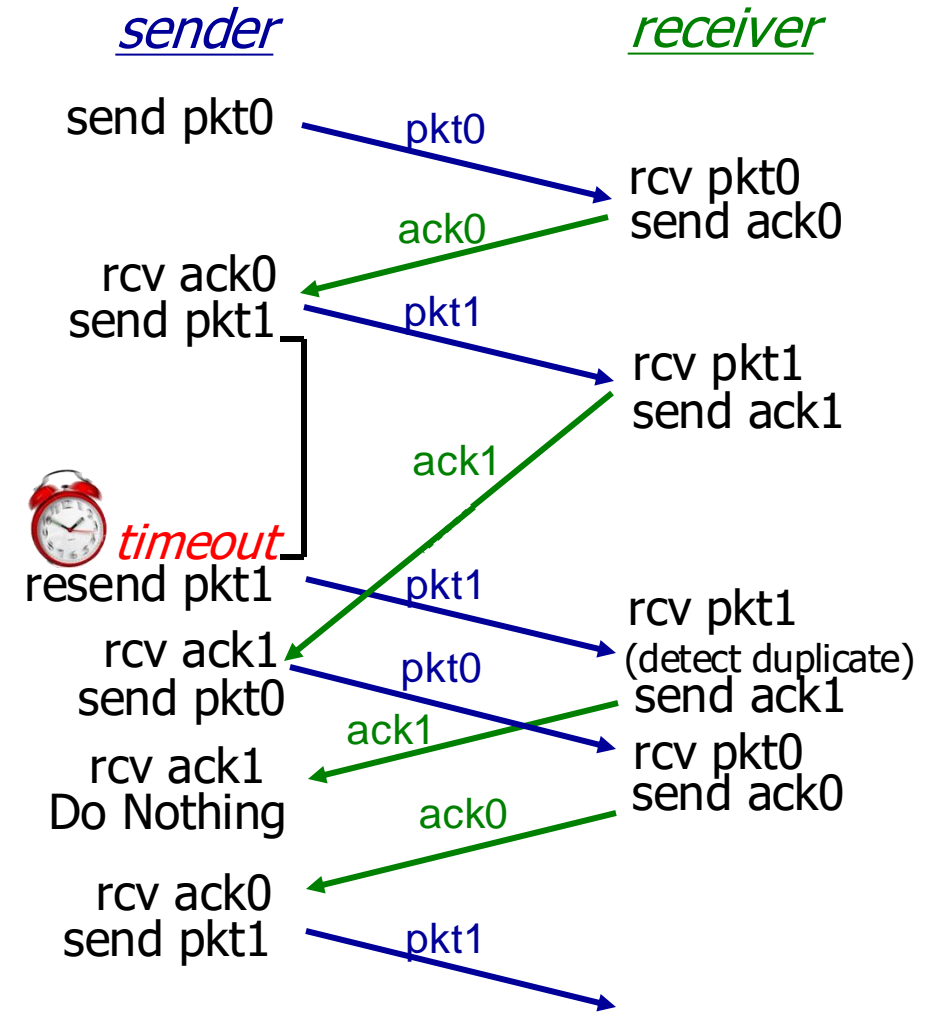 sender
receiver
send pkt0
pkt0
rcv pkt0
send ack0
ack0
rcv ack0
send pkt1
pkt1
rcv pkt1
send ack1
ack1
timeout
resend pkt1
pkt1
rcv pkt1
(detect duplicate)
send ack1
rcv ack1
send pkt0
pkt0
ack1
rcv pkt0
send ack0
rcv ack1
Do Nothing
ack0
rcv ack0
send pkt1
pkt1